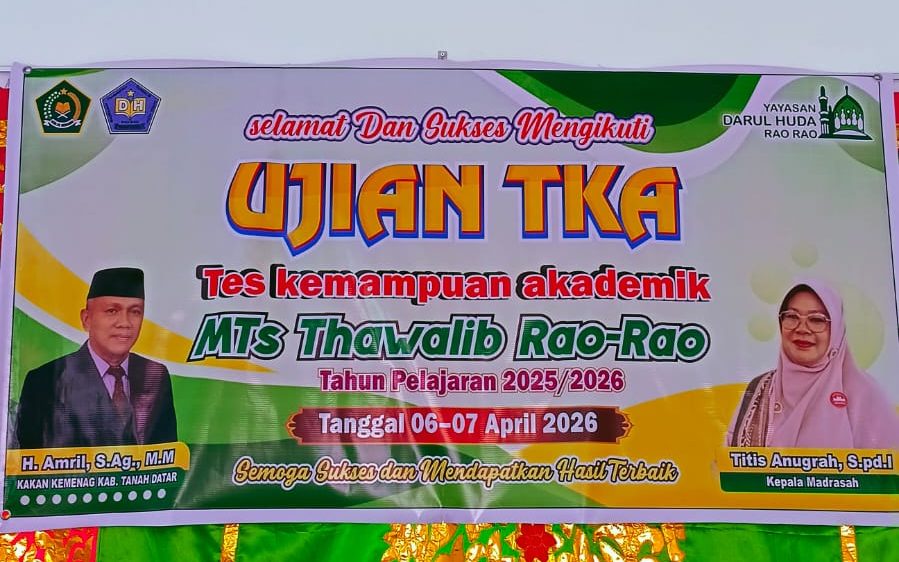 DH
YAYASAN
DARUL HUDA
RAO RAO
selamat Dan Sukses Mengikuti
UJIAN TKA
Tes kemampuan akademik
MTs Thawalib Rao-Rao
Tahun Pelajaran 2025/2026
Tanggal 06-07 April 2026
Semoga Sukses dan Mendapatkan Hasil Terbaik
H. Amril, S.Ag., M.M
KAKAN KEMENAG KAB. TANAH DATAR
Titis Anugrah, S.pd.I
Kepala Madrasah